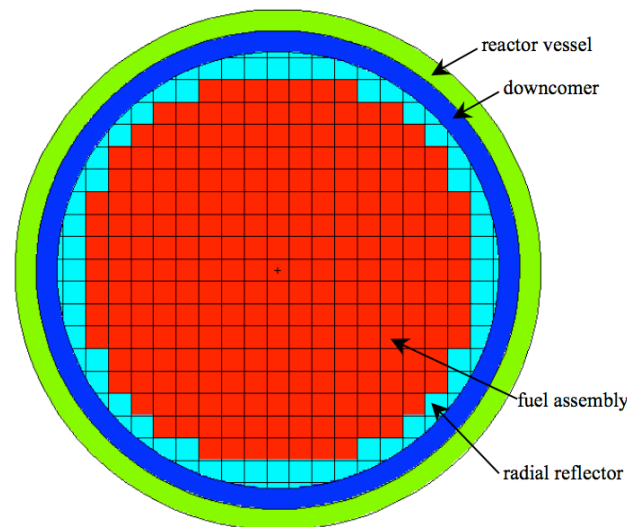 reactor vessel
downcomer
fuel assembly
radial reflector